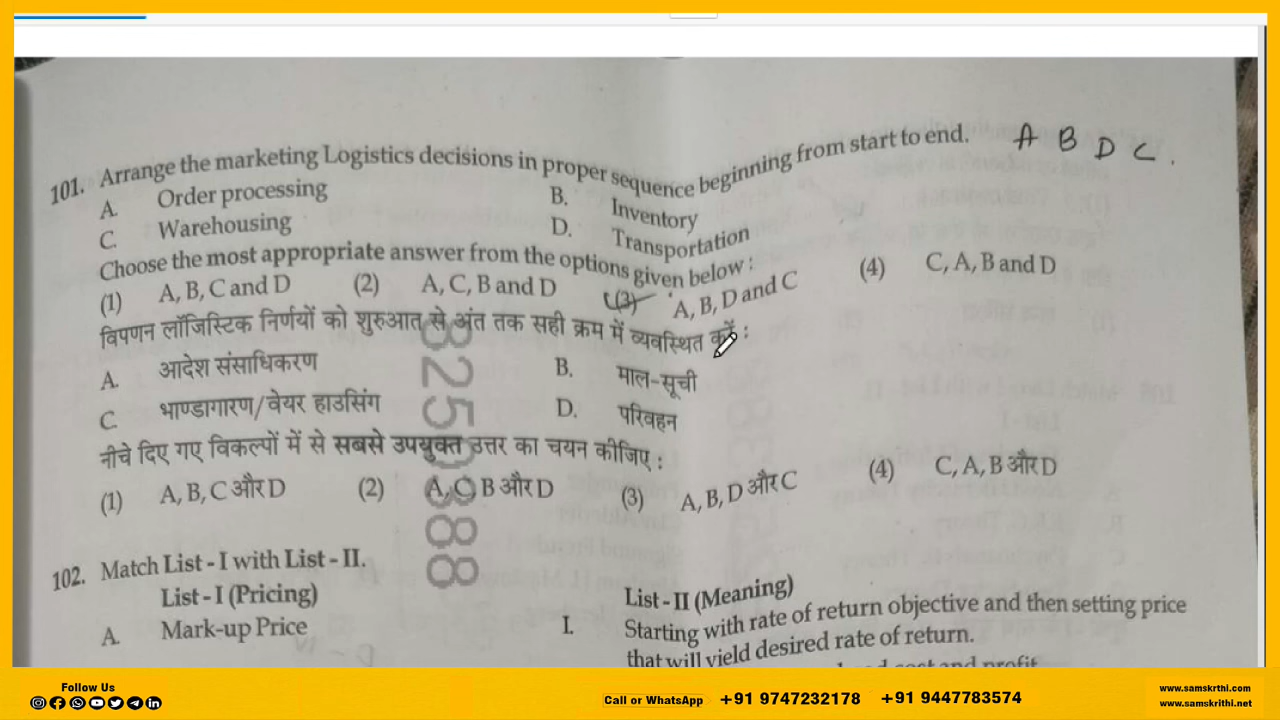 101. Arrange the marketing Logistics decisions in proper sequence beginning from start to end. A B D C.
A. Order processing B. Inventory
C. Warehousing D. Transportation
Choose the most appropriate answer from the options given below :
(1) A, B, C and D (2) A, C, B and D (3) A, B, D and C (4) C, A, B and D
विपणन लॉजिस्टिक निर्णयों को शुरुआत से अंत तक सही क्रम में व्यवस्थित करें :
A. आदेश संसाधिकरण B. माल-सूची
C. भाण्डागारण/वेयर हाउसिंग D. परिवहन
नीचे दिए गए विकल्पों में से सबसे उपयुक्त उत्तर का चयन कीजिए :
(1) A, B, C और D (2) A, C, B और D (3) A, B, D और C (4) C, A, B और D
8250388
102. Match List - I with List - II.
List - I (Pricing) List - II (Meaning)
A. Mark-up Price I. Starting with rate of return objective and then setting price
that will yield desired rate of return.
cost and profit
Follow Us
Call or WhatsApp +91 9747232178 +91 9447783574
www.samskrthi.com
www.samskrthi.net